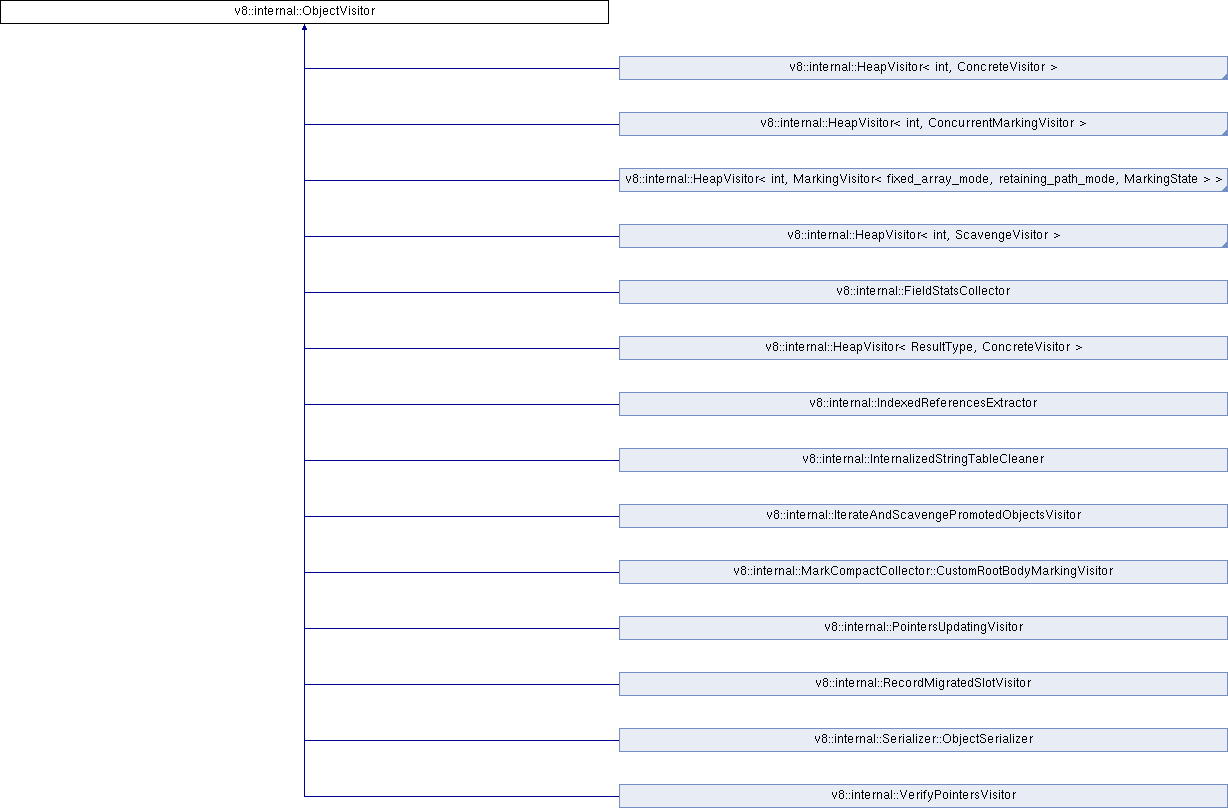 v8::internal::ObjectVisitor
v8::internal::HeapVisitor< int, ConcreteVisitor >
v8::internal::HeapVisitor< int, ConcurrentMarkingVisitor >
v8::internal::HeapVisitor< int, MarkingVisitor< fixed_array_mode, retaining_path_mode, MarkingState > >
v8::internal::HeapVisitor< int, ScavengeVisitor >
v8::internal::FieldStatsCollector
v8::internal::HeapVisitor< ResultType, ConcreteVisitor >
v8::internal::IndexedReferencesExtractor
v8::internal::InternalizedStringTableCleaner
v8::internal::IterateAndScavengePromotedObjectsVisitor
v8::internal::MarkCompactCollector::CustomRootBodyMarkingVisitor
v8::internal::PointersUpdatingVisitor
v8::internal::RecordMigratedSlotVisitor
v8::internal::Serializer::ObjectSerializer
v8::internal::VerifyPointersVisitor